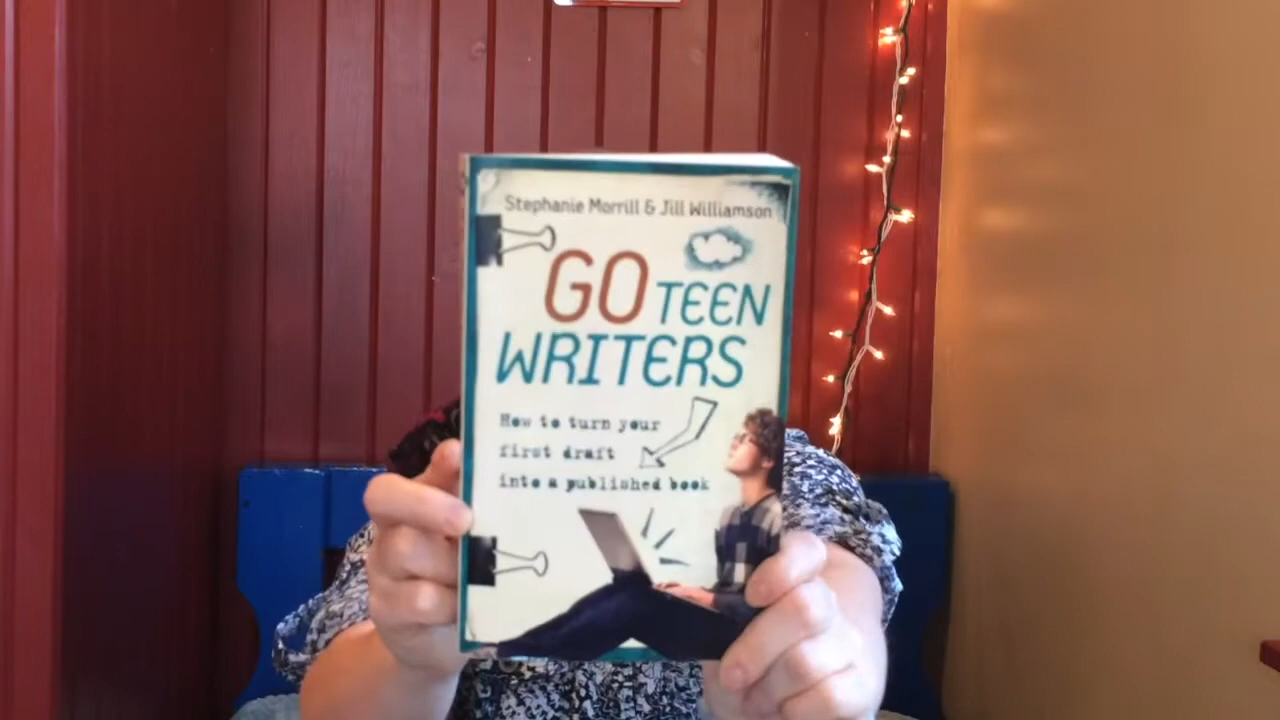 Stephanie Morrill & Jill Williamson
GO TEEN
WRITERS
How to turn your
first draft
into a published book